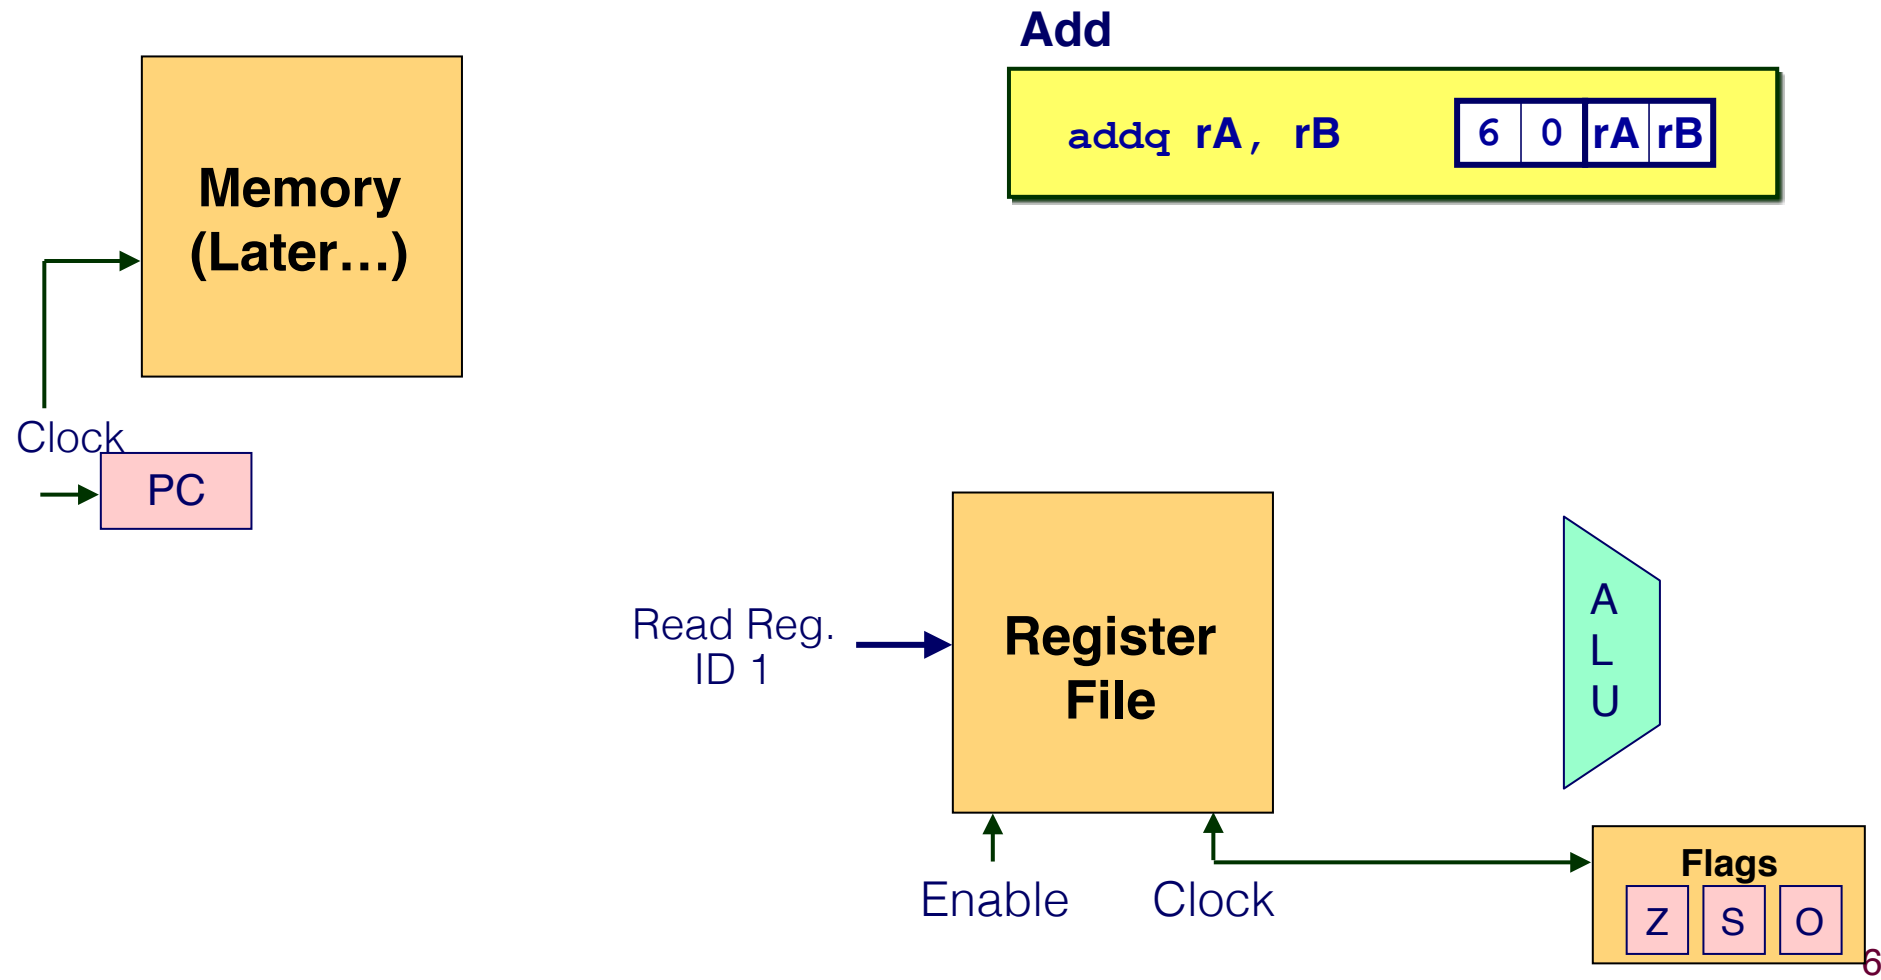 Add
addq rA, rB
6 0 rA rB
Memory
(Later…)
Clock
PC
Read Reg.
ID 1
Register
File
A
L
U
Enable
Clock
Flags
Z S O
6